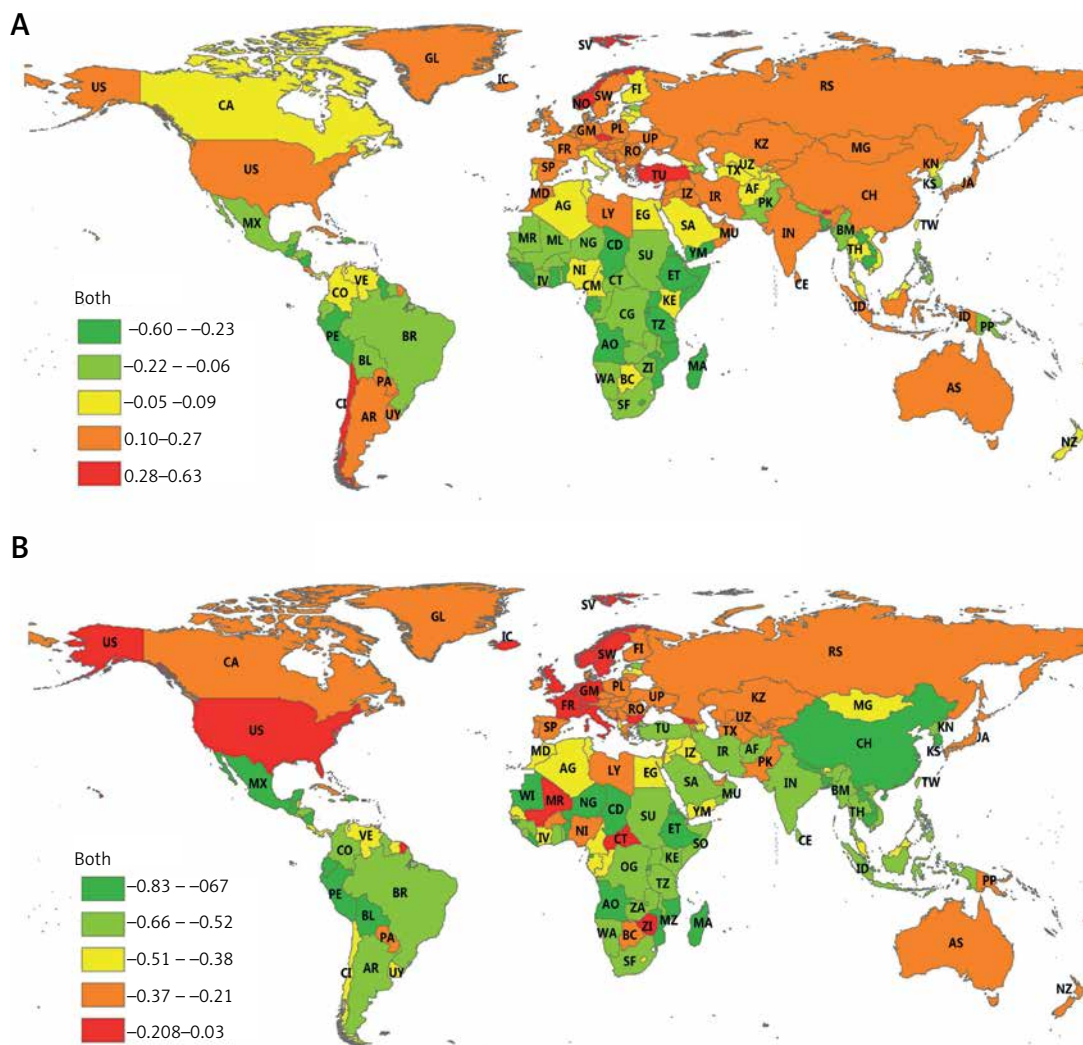 A
SV
GL
IC
US
RS
CA
FI
SW
NO
GM
PL
UP
KZ
MG
FR
RO
US
SP
UZ
KN
TX
TU
KS
JA
AF
CH
MD
IZ
IR
PK
AG
LY
EG
MX
SA
MU
IN
BM
TW
MR
ML
NG
CD
SU
YM
TH
Both
VE
IV
NI
CT
ET
CE
−0.60 – −0.23
CO
CM
KE
ID
ID
PP
CG
−0.22 – −0.06
PE
BR
TZ
BL
AO
MA
−0.05 –0.09
WA
BC
ZI
PA
AS
CI
SF
0.10–0.27
AR
UY
NZ
0.28–0.63
B
SV
GL
US
IC
RS
CA
SW
FI
GM
PL
UP
KZ
MG
FR
RO
US
SP
UZ
KN
TX
TU
KS
JA
AF
CH
MD
IZ
IR
PK
AG
LY
EG
MX
SA
MU
IN
BM
TW
WI
MR
NG
CD
SU
YM
TH
Both
VE
IV
NI
CT
ET
SO
CE
−0.83 – −067
CO
OG
KE
ID
PP
−0.66 – −0.52
PE
BR
TZ
BL
AO
ZA
MZ
MA
−0.51 – −0.38
WA
BC
ZI
PA
AS
CI
SF
−0.37 – −0.21
AR
UY
NZ
−0.208–0.03